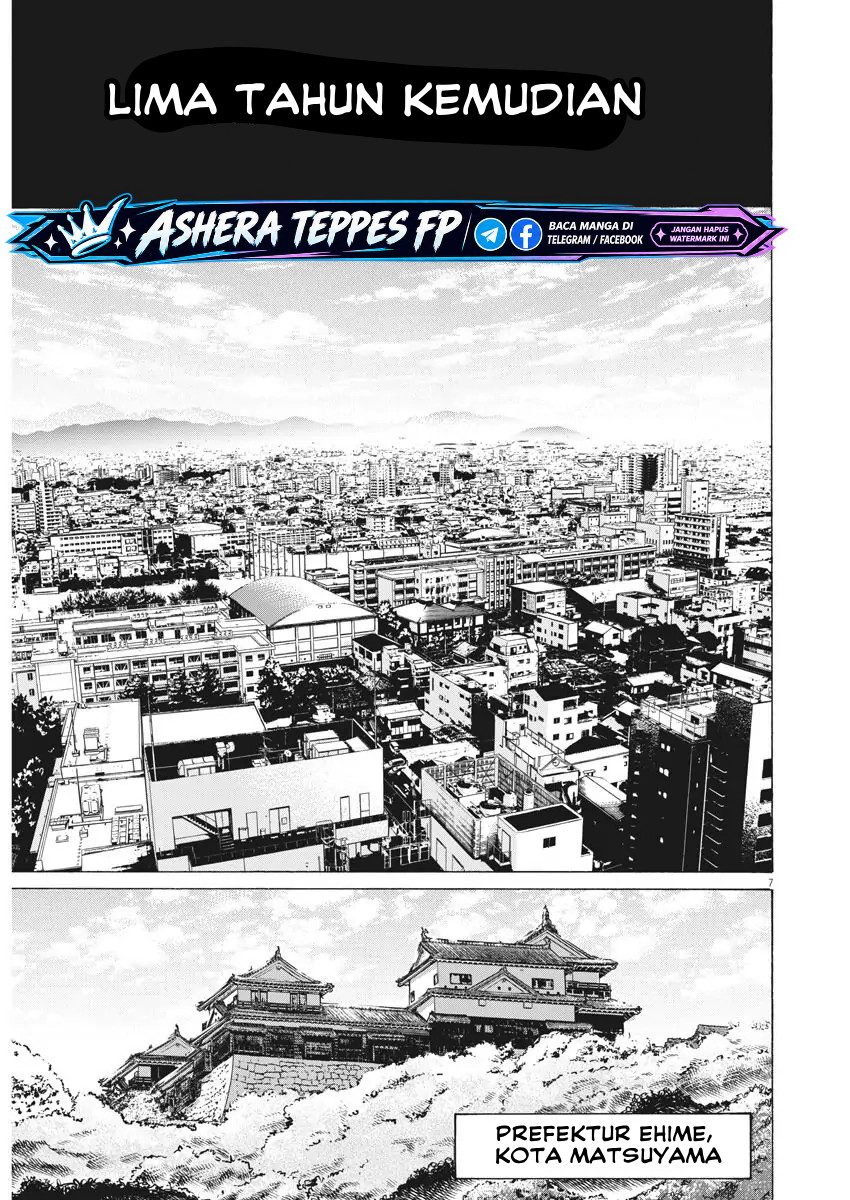 LIMA TAHUN KEMUDIAN
ASHERA TEPPES FP
BACA MANGA DI
TELEGRAM / FACEBOOK
JANGAN HAPUS
WATERMARK INI
7
PREFEKTUR EHIME,
KOTA MATSUYAMA